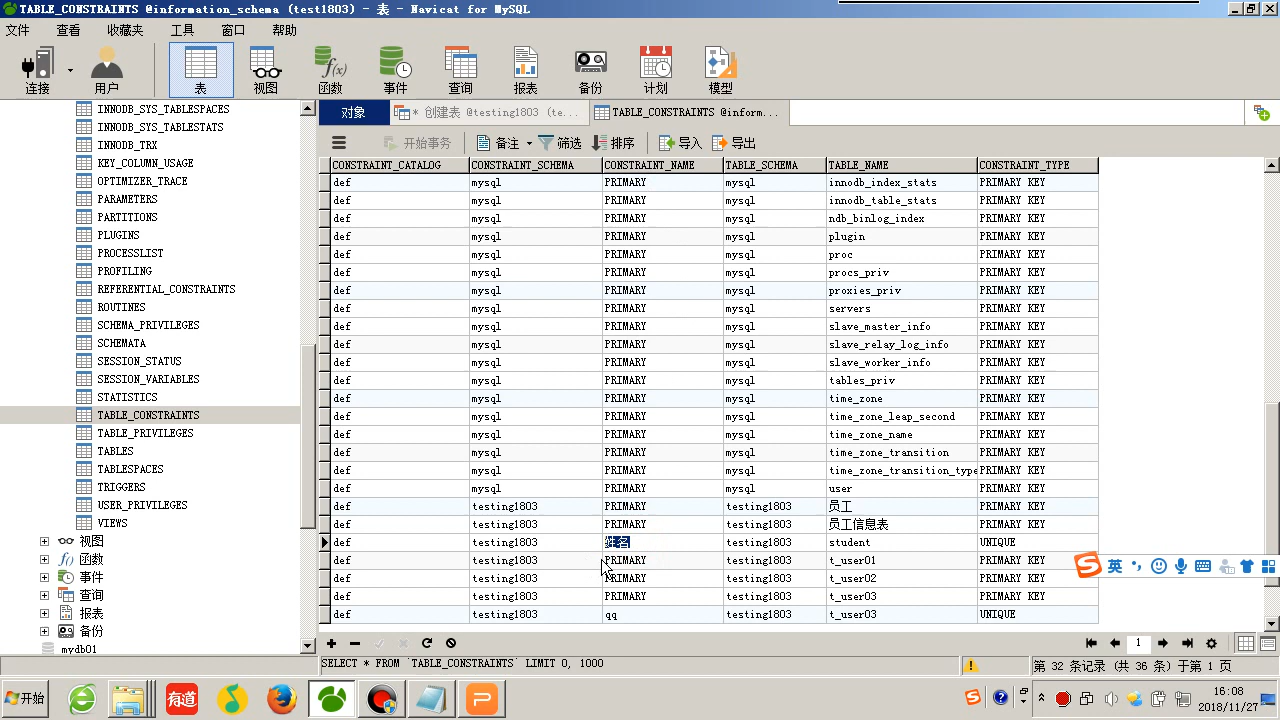 TABLE_CONSTRAINTS @information_schema (test1803) - 表 - Navicat for MySQL
文件 查看 收藏夹 工具 窗口 帮助
连接 用户 表 视图 函数 事件 查询 报表 备份 计划 模型
对象 * 创建表 @testing1803 (te... TABLE_CONSTRAINTS @inform...
开始事务 备注 筛选 排序 导入 导出
INNODB_SYS_TABLESPACES
INNODB_SYS_TABLESTATS
INNODB_TRX
KEY_COLUMN_USAGE
OPTIMIZER_TRACE
PARAMETERS
PARTITIONS
PLUGINS
PROCESSLIST
PROFILING
REFERENTIAL_CONSTRAINTS
ROUTINES
SCHEMA_PRIVILEGES
SCHEMATA
SESSION_STATUS
SESSION_VARIABLES
STATISTICS
TABLE_CONSTRAINTS
TABLE_PRIVILEGES
TABLES
TABLESPACES
TRIGGERS
USER_PRIVILEGES
VIEWS
视图
函数
事件
查询
报表
备份
mydb01
CONSTRAINT_CATALOG CONSTRAINT_SCHEMA CONSTRAINT_NAME TABLE_SCHEMA TABLE_NAME CONSTRAINT_TYPE
def mysql PRIMARY mysql innodb_index_stats PRIMARY KEY
def mysql PRIMARY mysql innodb_table_stats PRIMARY KEY
def mysql PRIMARY mysql ndb_binlog_index PRIMARY KEY
def mysql PRIMARY mysql plugin PRIMARY KEY
def mysql PRIMARY mysql proc PRIMARY KEY
def mysql PRIMARY mysql procs_priv PRIMARY KEY
def mysql PRIMARY mysql proxies_priv PRIMARY KEY
def mysql PRIMARY mysql servers PRIMARY KEY
def mysql PRIMARY mysql slave_master_info PRIMARY KEY
def mysql PRIMARY mysql slave_relay_log_info PRIMARY KEY
def mysql PRIMARY mysql slave_worker_info PRIMARY KEY
def mysql PRIMARY mysql tables_priv PRIMARY KEY
def mysql PRIMARY mysql time_zone PRIMARY KEY
def mysql PRIMARY mysql time_zone_leap_second PRIMARY KEY
def mysql PRIMARY mysql time_zone_name PRIMARY KEY
def mysql PRIMARY mysql time_zone_transition PRIMARY KEY
def mysql PRIMARY mysql time_zone_transition_type PRIMARY KEY
def mysql PRIMARY mysql user PRIMARY KEY
def testing1803 PRIMARY testing1803 员工 PRIMARY KEY
def testing1803 PRIMARY testing1803 员工信息表 PRIMARY KEY
def testing1803 姓名 testing1803 student UNIQUE
def testing1803 PRIMARY testing1803 t_user01 PRIMARY KEY
def testing1803 PRIMARY testing1803 t_user02 PRIMARY KEY
def testing1803 PRIMARY testing1803 t_user03 PRIMARY KEY
def testing1803 qq testing1803 t_user03 UNIQUE
英
1
SELECT * FROM `TABLE_CONSTRAINTS` LIMIT 0, 1000
第 32 条记录 (共 36 条) 于第 1 页
开始
有道
16:08
2018/11/27